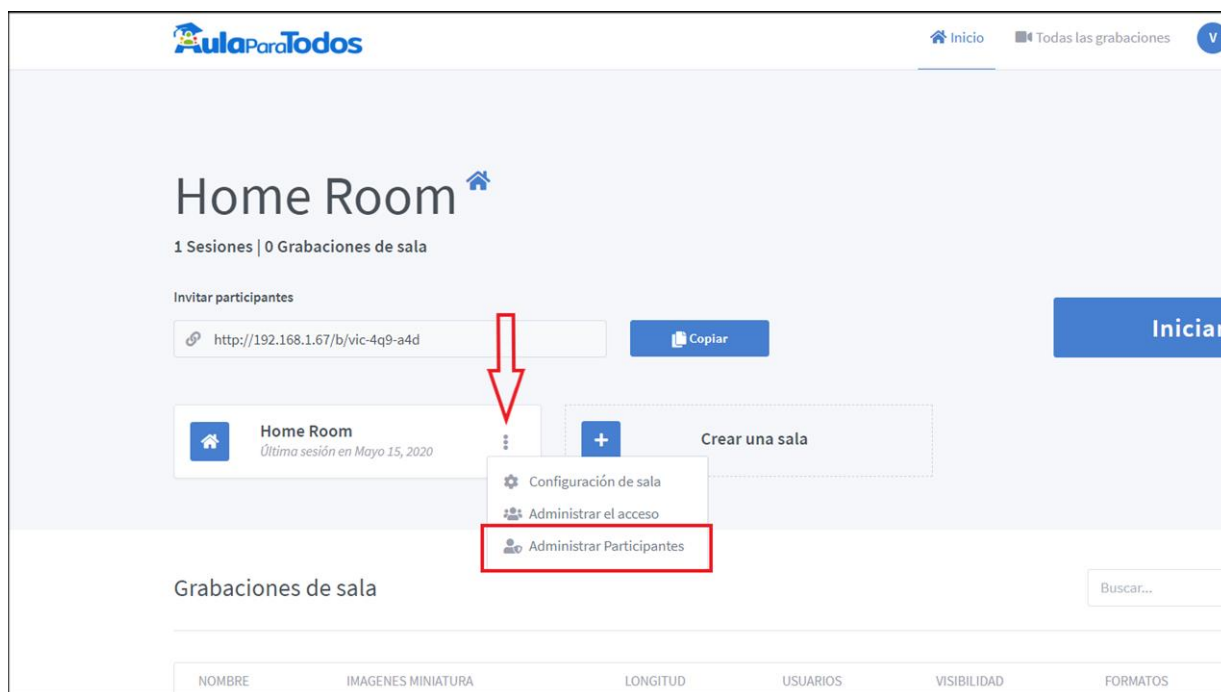 AulaParaTodos
Inicio
Todas las grabaciones
V
Home Room
1 Sesiones | 0 Grabaciones de sala
Invitar participantes
http://192.168.1.67/b/vic-4q9-a4d
Copiar
Iniciar
Home Room
Última sesión en Mayo 15, 2020
Crear una sala
Configuración de sala
Administrar el acceso
Administrar Participantes
Grabaciones de sala
Buscar...
NOMBRE IMAGENES MINIATURA LONGITUD USUARIOS VISIBILIDAD FORMATOS